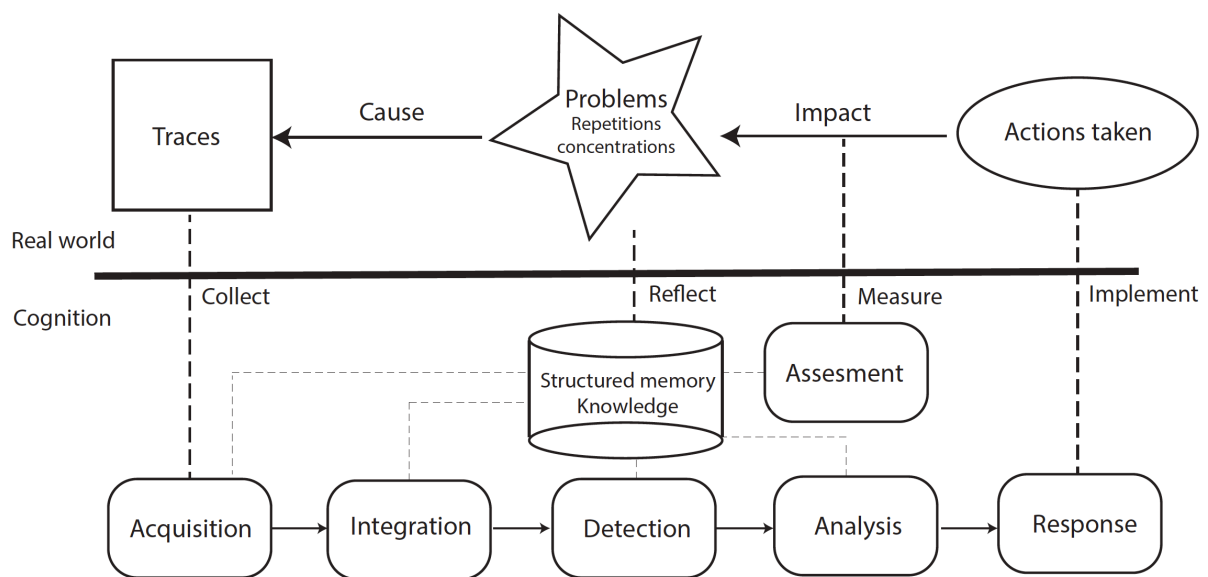 Problems
Repetitions
concentrations
Cause
Impact
Traces
Actions taken
Real world
Collect
Reflect
Measure
Implement
Cognition
Structured memory
Knowledge
Assesment
Acquisition
Integration
Detection
Analysis
Response